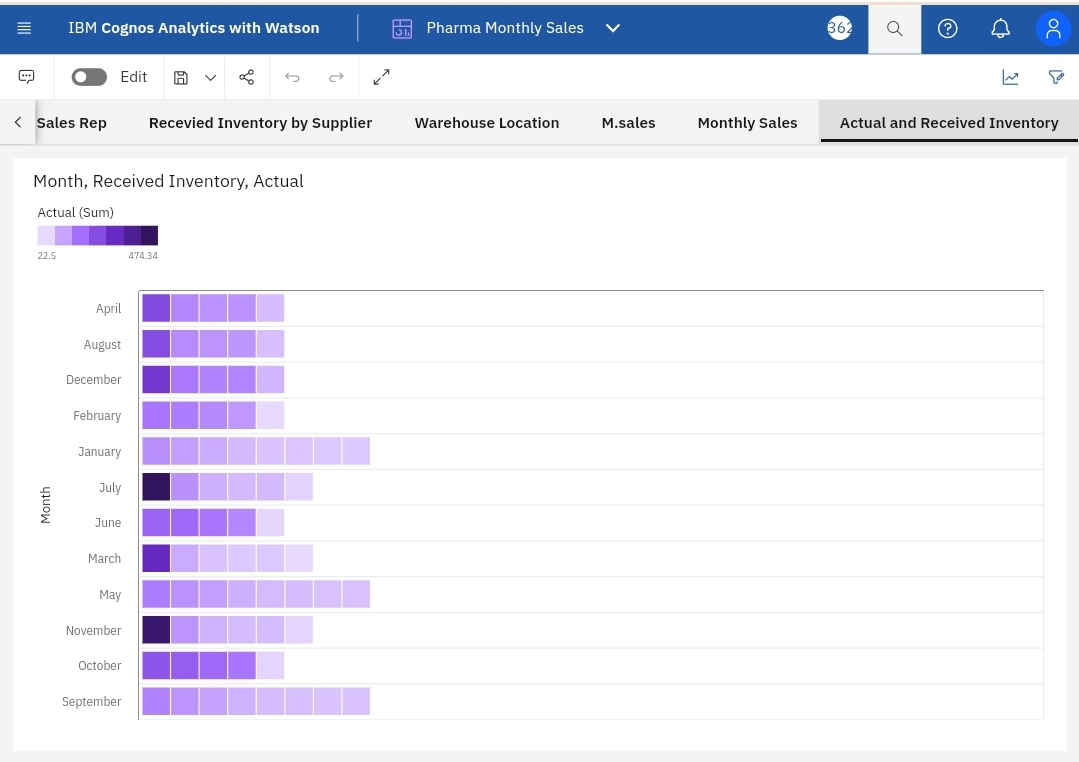 IBM Cognos Analytics with Watson
Pharma Monthly Sales
362
Edit
Sales Rep
Recevied Inventory by Supplier
Warehouse Location
M.sales
Monthly Sales
Actual and Received Inventory
Month, Received Inventory, Actual
Actual (Sum)
22.5
474.34
Month
April
August
December
February
January
July
June
March
May
November
October
September